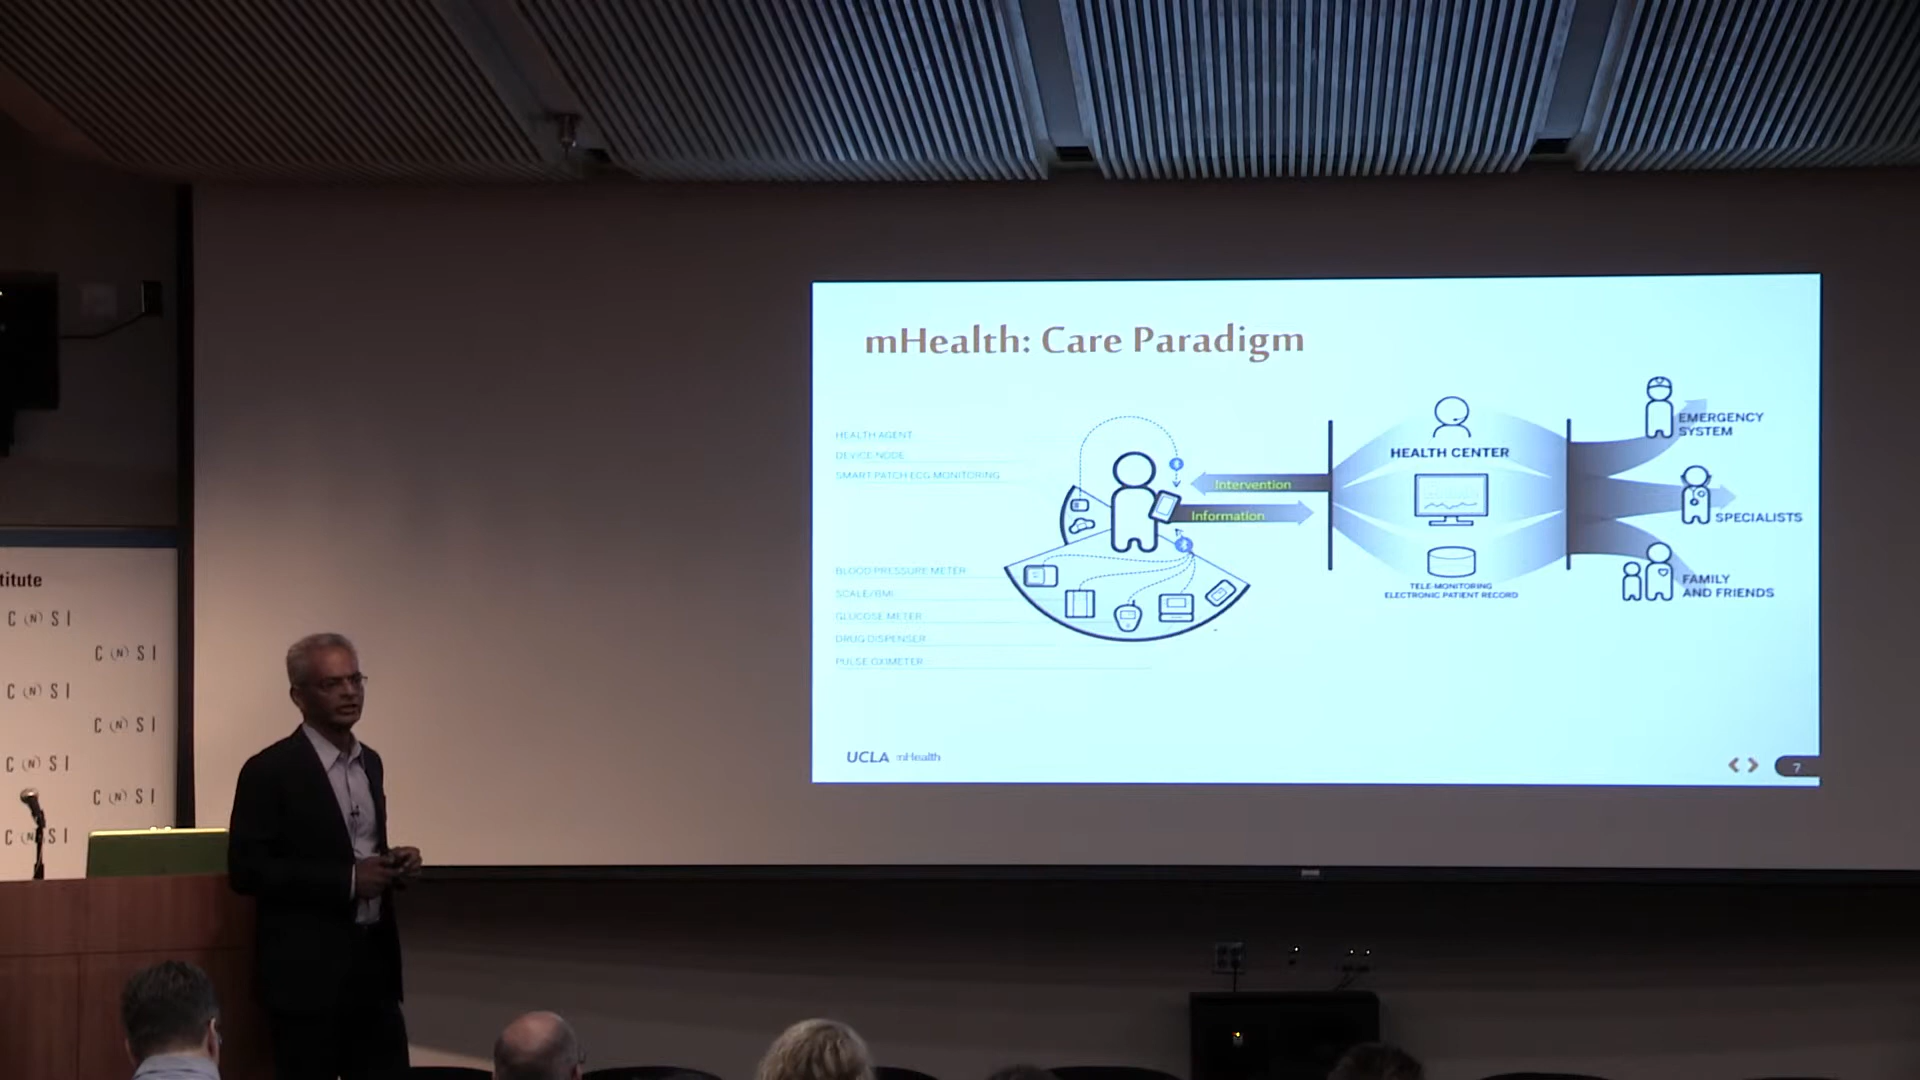 mHealth: Care Paradigm
HEALTH AGENT
DEVICE NODE
SMART PATCH ECG MONITORING
BLOOD PRESSURE METER
SCALE/BMI
GLUCOSE METER
DRUG DISPENSER
PULSE OXIMETER
Intervention
Information
HEALTH CENTER
TELE-MONITORING
ELECTRONIC PATIENT RECORD
EMERGENCY
SYSTEM
SPECIALISTS
FAMILY
AND FRIENDS
UCLA mHealth
7
titute
C N S I
C N S I
C N S I
C N S I
C N S I
C N S I
C N S I